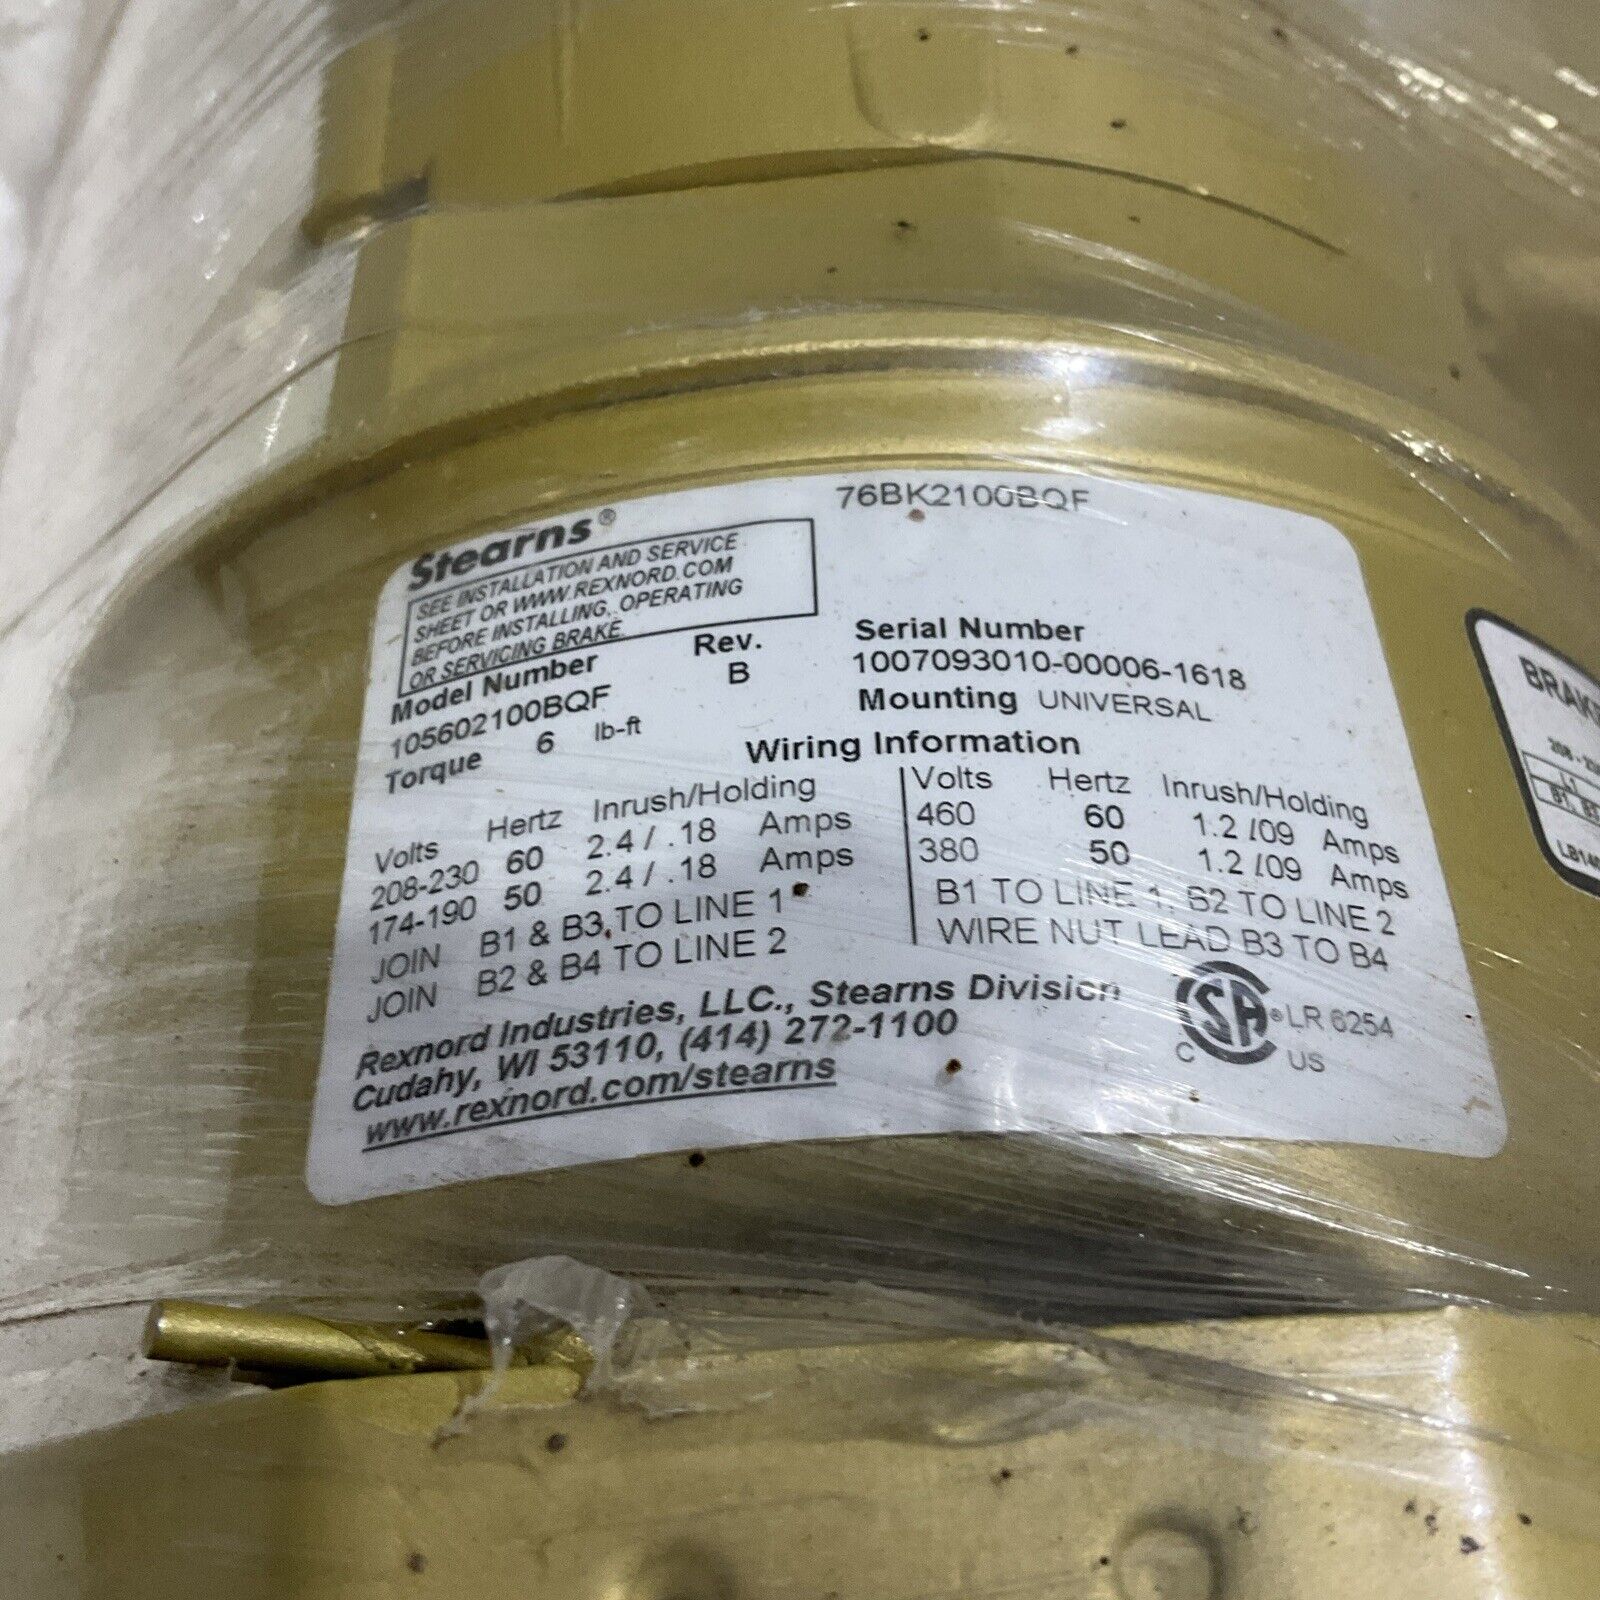 76BK2100BQF
Stearns®
SEE INSTALLATION AND SERVICE
SHEET OR WWW.REXNORD.COM
BEFORE INSTALLING, OPERATING
OR SERVICING BRAKE.
Model Number Rev. Serial Number
105602100BQF B 1007093010-00006-1618
Torque 6 lb-ft Mounting UNIVERSAL
Wiring Information
Volts Hertz Inrush/Holding
208-230 60 2.4 / .18 Amps
174-190 50 2.4 / .18 Amps
JOIN B1 & B3 TO LINE 1
JOIN B2 & B4 TO LINE 2
Volts Hertz Inrush/Holding
460 60 1.2 /.09 Amps
380 50 1.2 /.09 Amps
B1 TO LINE 1, B2 TO LINE 2
WIRE NUT LEAD B3 TO B4
Rexnord Industries, LLC., Stearns Division
Cudahy, WI 53110, (414) 272-1100
www.rexnord.com/stearns
C SA ® LR 6254
US
L1